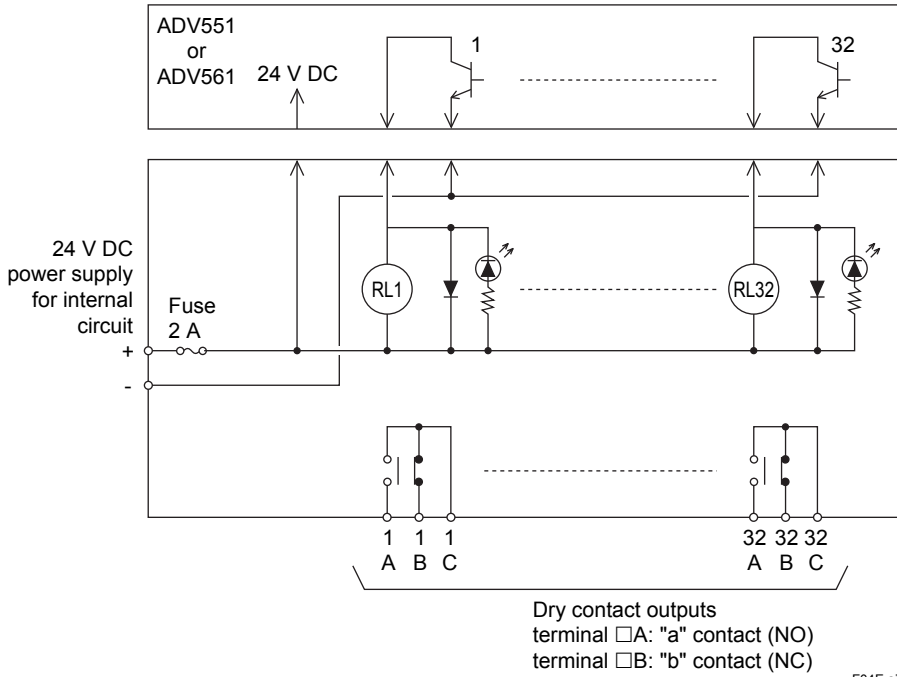 ADV551
or
ADV561
24 V DC
1
32
24 V DC
power supply
for internal
circuit
Fuse
2 A
+
-
RL1
RL32
1 1 1
A B C
32 32 32
A B C
Dry contact outputs
terminal □A: "a" contact (NO)
terminal □B: "b" contact (NC)